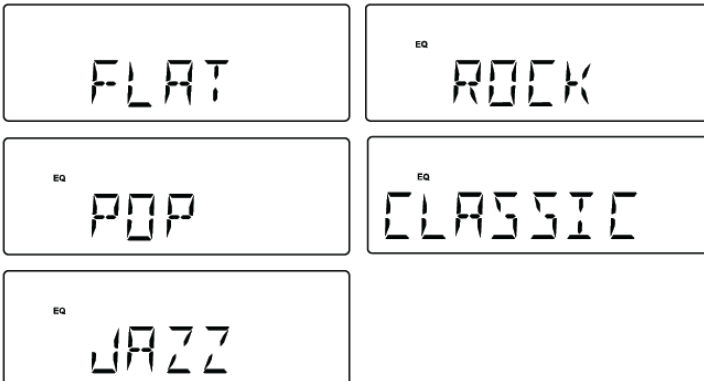 FLAT
EQ
ROCK
EQ
POP
EQ
CLASSIC
EQ
JAZZ